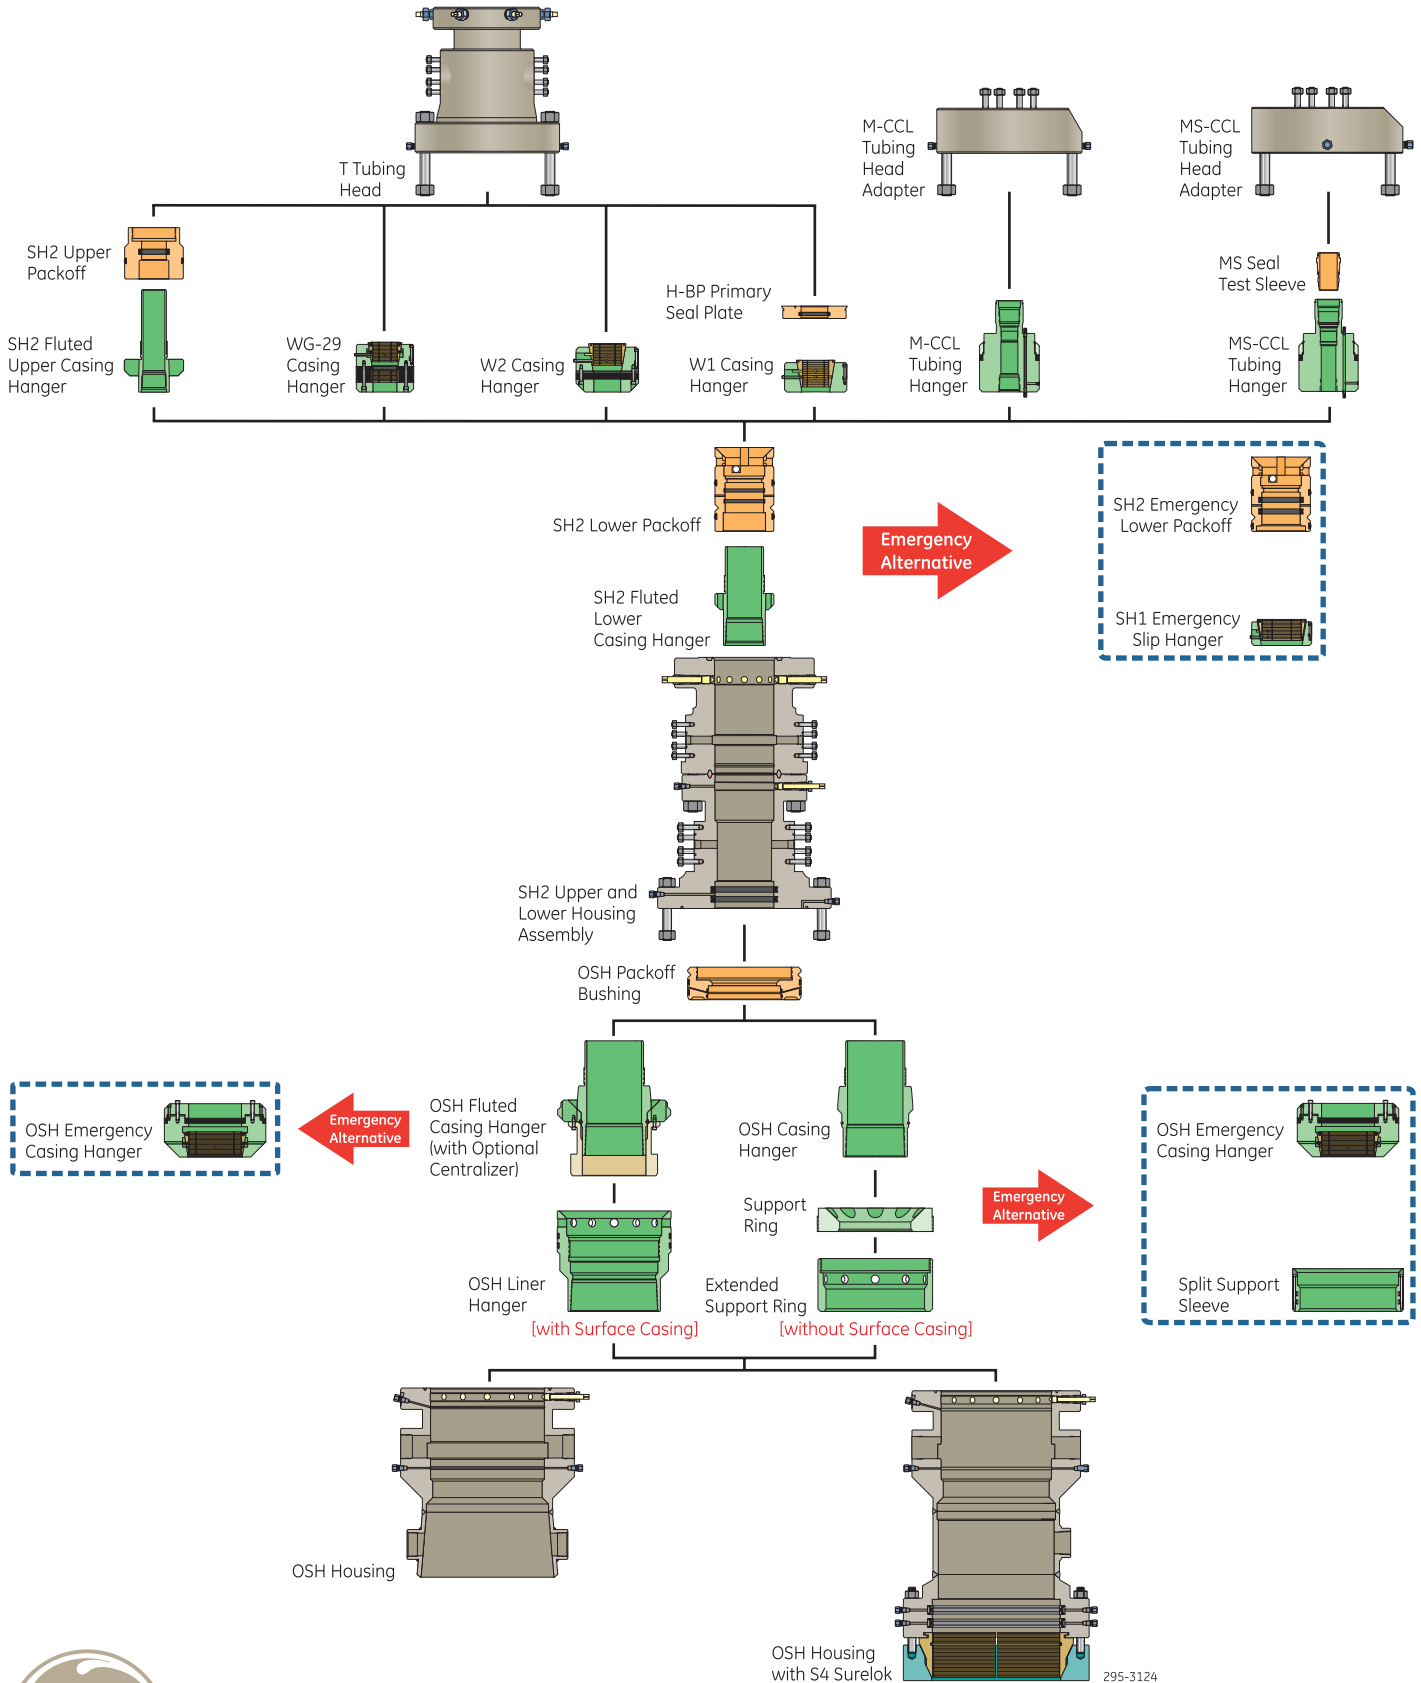 T Tubing
Head
M-CCL
Tubing
Head
Adapter
MS-CCL
Tubing
Head
Adapter
SH2 Upper
Packoff
MS Seal
Test Sleeve
H-BP Primary
Seal Plate
SH2 Fluted
Upper Casing
Hanger
WG-29
Casing
Hanger
W2 Casing
Hanger
W1 Casing
Hanger
M-CCL
Tubing
Hanger
MS-CCL
Tubing
Hanger
SH2 Lower Packoff
Emergency
Alternative
SH2 Emergency
Lower Packoff
SH2 Fluted
Lower
Casing Hanger
SH1 Emergency
Slip Hanger
SH2 Upper and
Lower Housing
Assembly
OSH Packoff
Bushing
OSH Emergency
Casing Hanger
Emergency
Alternative
OSH Fluted
Casing Hanger
(with Optional
Centralizer)
OSH Casing
Hanger
OSH Emergency
Casing Hanger
Support
Ring
Emergency
Alternative
OSH Liner
Hanger
Extended
Support Ring
Split Support
Sleeve
[with Surface Casing]
[without Surface Casing]
OSH Housing
OSH Housing
with S4 Surelok
295-3124